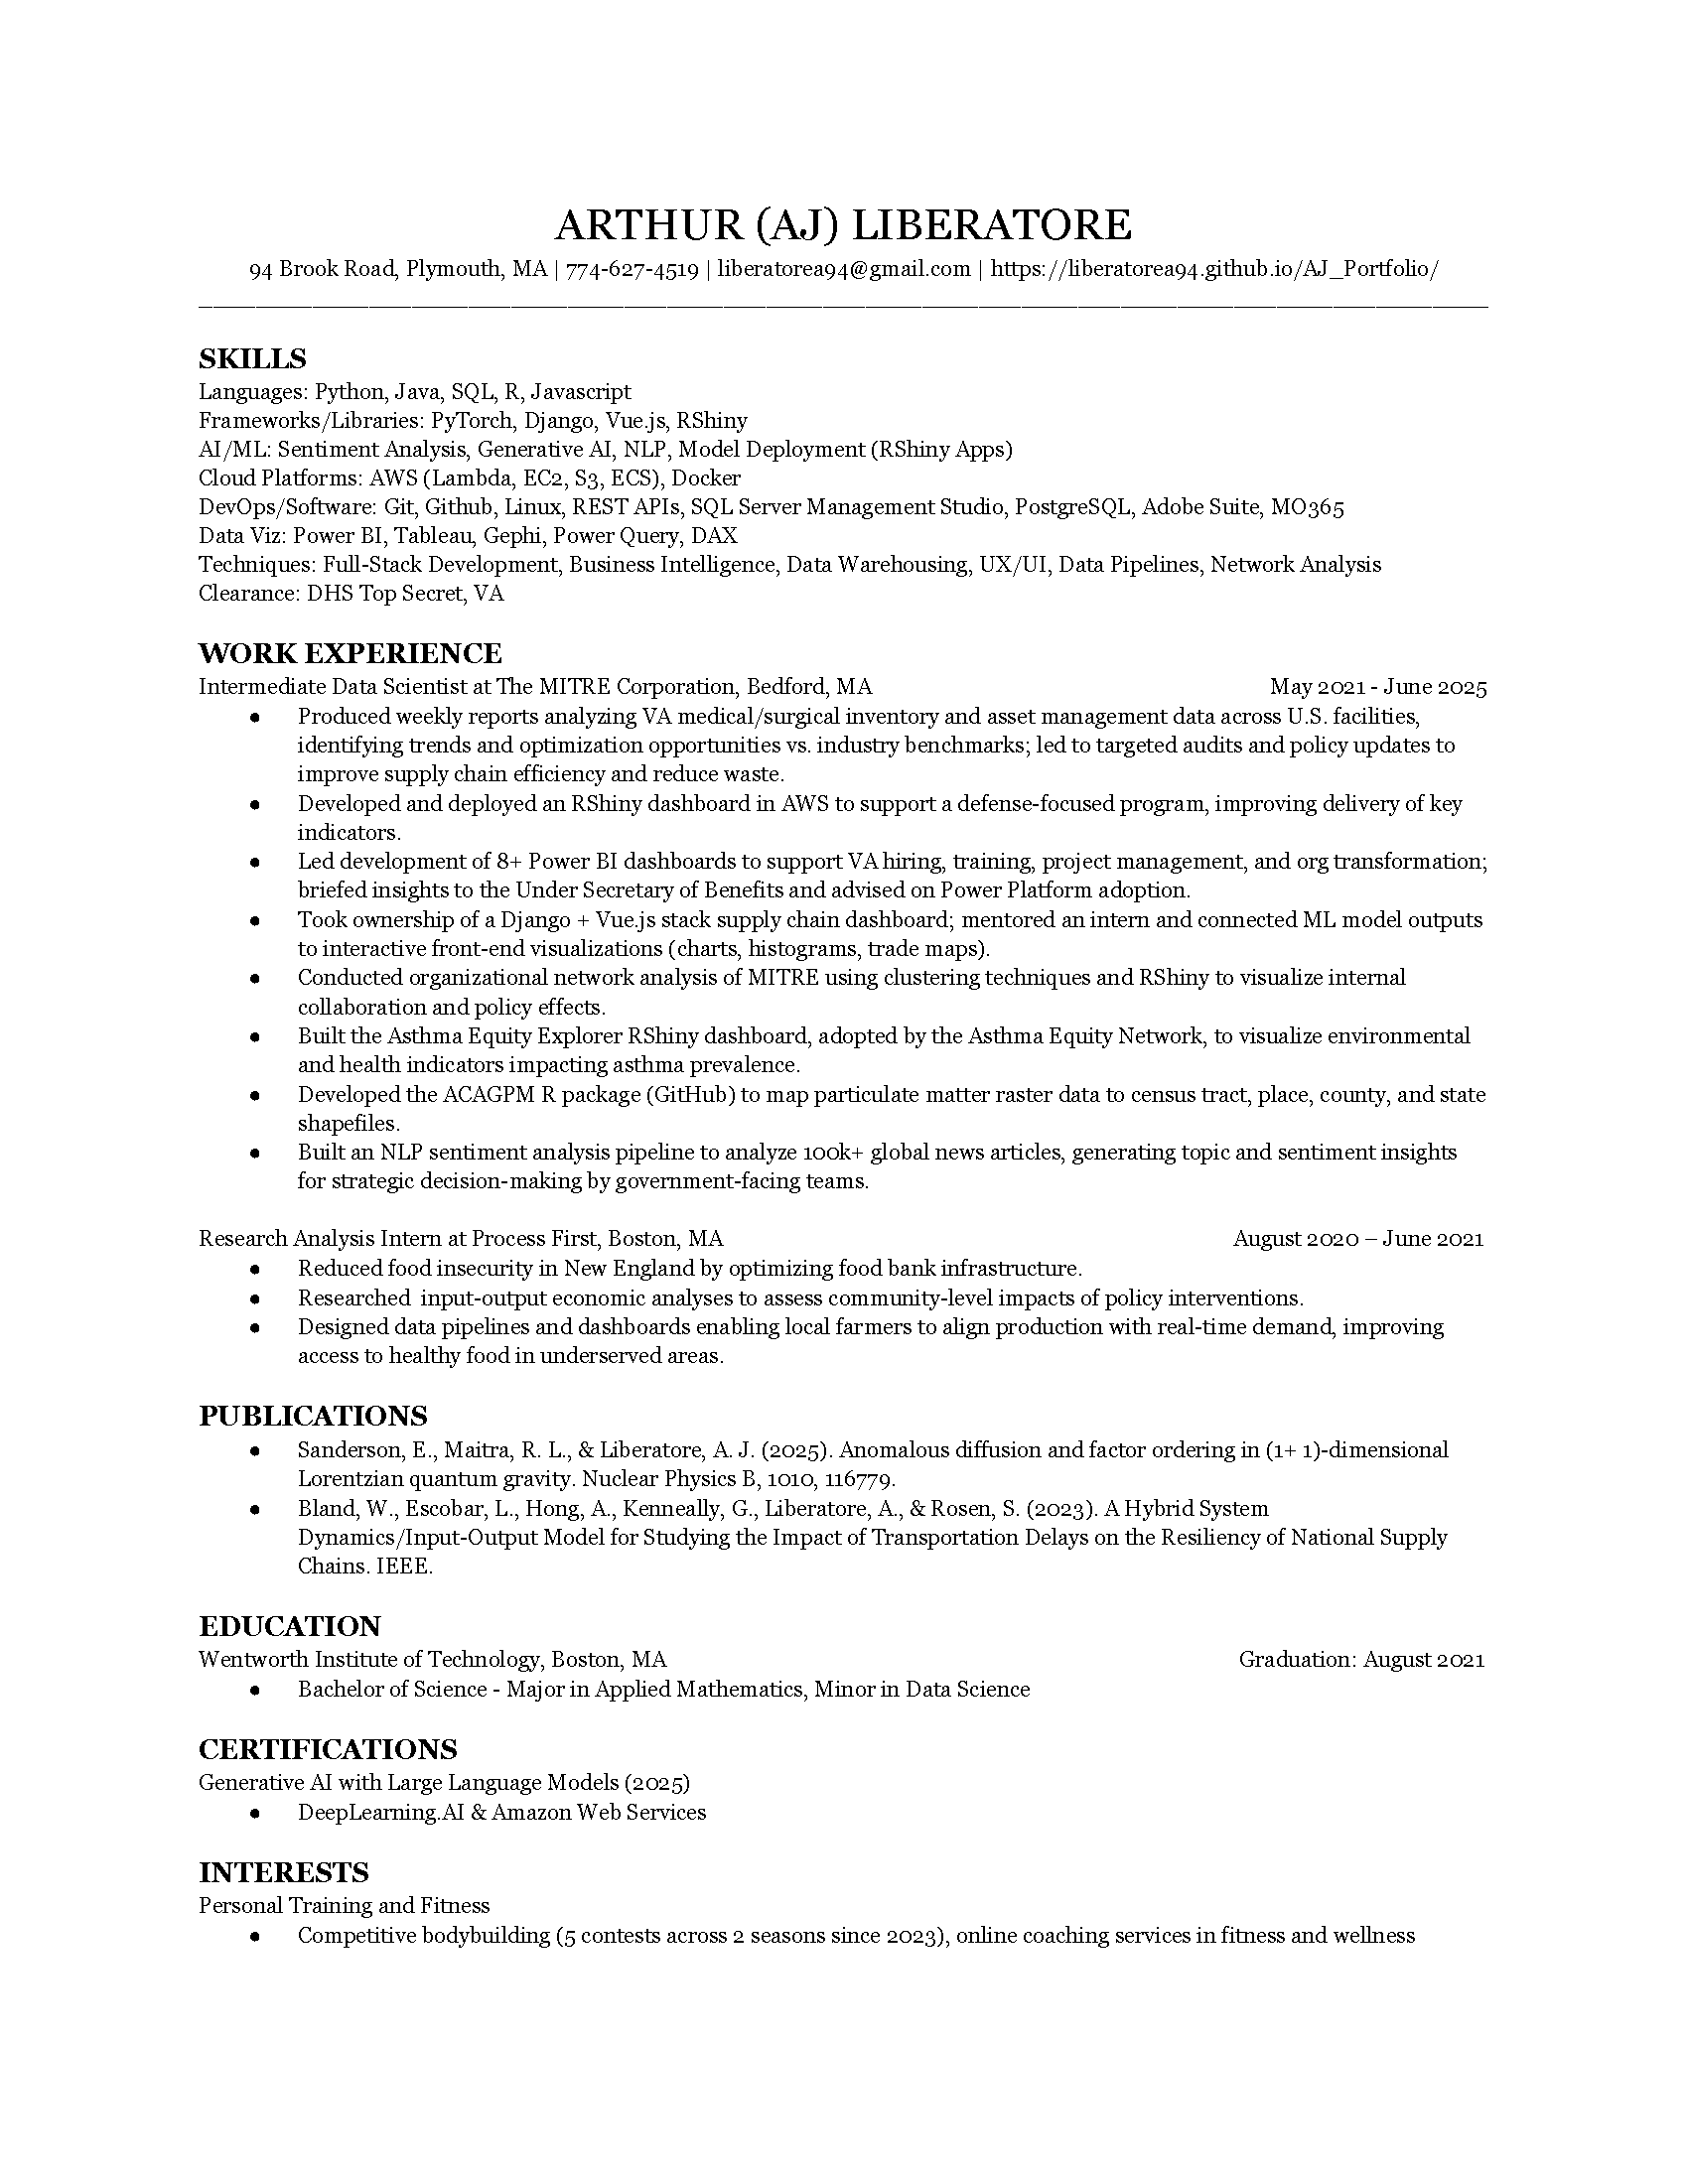 ARTHUR (AJ) LIBERATORE
94 Brook Road, Plymouth, MA | 774-627-4519 | liberatorea94@gmail.com | https://liberatorea94.github.io/AJ_Portfolio/
SKILLS
Languages: Python, Java, SQL, R, Javascript
Frameworks/Libraries: PyTorch, Django, Vue.js, RShiny
AI/ML: Sentiment Analysis, Generative AI, NLP, Model Deployment (RShiny Apps)
Cloud Platforms: AWS (Lambda, EC2, S3, ECS), Docker
DevOps/Software: Git, Github, Linux, REST APIs, SQL Server Management Studio, PostgreSQL, Adobe Suite, MO365
Data Viz: Power BI, Tableau, Gephi, Power Query, DAX
Techniques: Full-Stack Development, Business Intelligence, Data Warehousing, UX/UI, Data Pipelines, Network Analysis
Clearance: DHS Top Secret, VA
WORK EXPERIENCE
Intermediate Data Scientist at The MITRE Corporation, Bedford, MA May 2021 - June 2025
● Produced weekly reports analyzing VA medical/surgical inventory and asset management data across U.S. facilities,
identifying trends and optimization opportunities vs. industry benchmarks; led to targeted audits and policy updates to
improve supply chain efficiency and reduce waste.
● Developed and deployed an RShiny dashboard in AWS to support a defense-focused program, improving delivery of key
indicators.
● Led development of 8+ Power BI dashboards to support VA hiring, training, project management, and org transformation;
briefed insights to the Under Secretary of Benefits and advised on Power Platform adoption.
● Took ownership of a Django + Vue.js stack supply chain dashboard; mentored an intern and connected ML model outputs
to interactive front-end visualizations (charts, histograms, trade maps).
● Conducted organizational network analysis of MITRE using clustering techniques and RShiny to visualize internal
collaboration and policy effects.
● Built the Asthma Equity Explorer RShiny dashboard, adopted by the Asthma Equity Network, to visualize environmental
and health indicators impacting asthma prevalence.
● Developed the ACAGPM R package (GitHub) to map particulate matter raster data to census tract, place, county, and state
shapefiles.
● Built an NLP sentiment analysis pipeline to analyze 100k+ global news articles, generating topic and sentiment insights
for strategic decision-making by government-facing teams.
Research Analysis Intern at Process First, Boston, MA August 2020 – June 2021
● Reduced food insecurity in New England by optimizing food bank infrastructure.
● Researched input-output economic analyses to assess community-level impacts of policy interventions.
● Designed data pipelines and dashboards enabling local farmers to align production with real-time demand, improving
access to healthy food in underserved areas.
PUBLICATIONS
● Sanderson, E., Maitra, R. L., & Liberatore, A. J. (2025). Anomalous diffusion and factor ordering in (1+ 1)-dimensional
Lorentzian quantum gravity. Nuclear Physics B, 1010, 116779.
● Bland, W., Escobar, L., Hong, A., Kenneally, G., Liberatore, A., & Rosen, S. (2023). A Hybrid System
Dynamics/Input-Output Model for Studying the Impact of Transportation Delays on the Resiliency of National Supply
Chains. IEEE.
EDUCATION
Wentworth Institute of Technology, Boston, MA Graduation: August 2021
● Bachelor of Science - Major in Applied Mathematics, Minor in Data Science
CERTIFICATIONS
Generative AI with Large Language Models (2025)
● DeepLearning.AI & Amazon Web Services
INTERESTS
Personal Training and Fitness
● Competitive bodybuilding (5 contests across 2 seasons since 2023), online coaching services in fitness and wellness